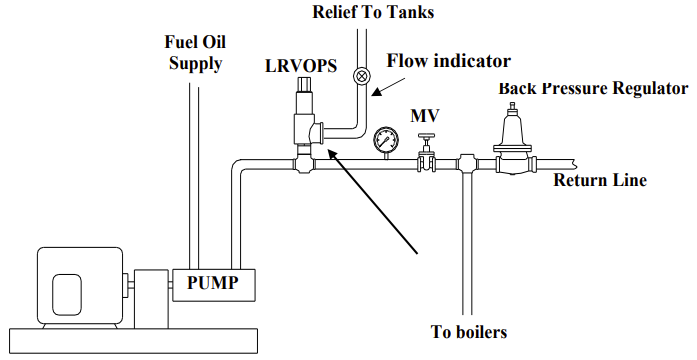 Relief To Tanks
Fuel Oil
Supply
LRVOPS
Flow indicator
Back Pressure Regulator
MV
Return Line
PUMP
To boilers